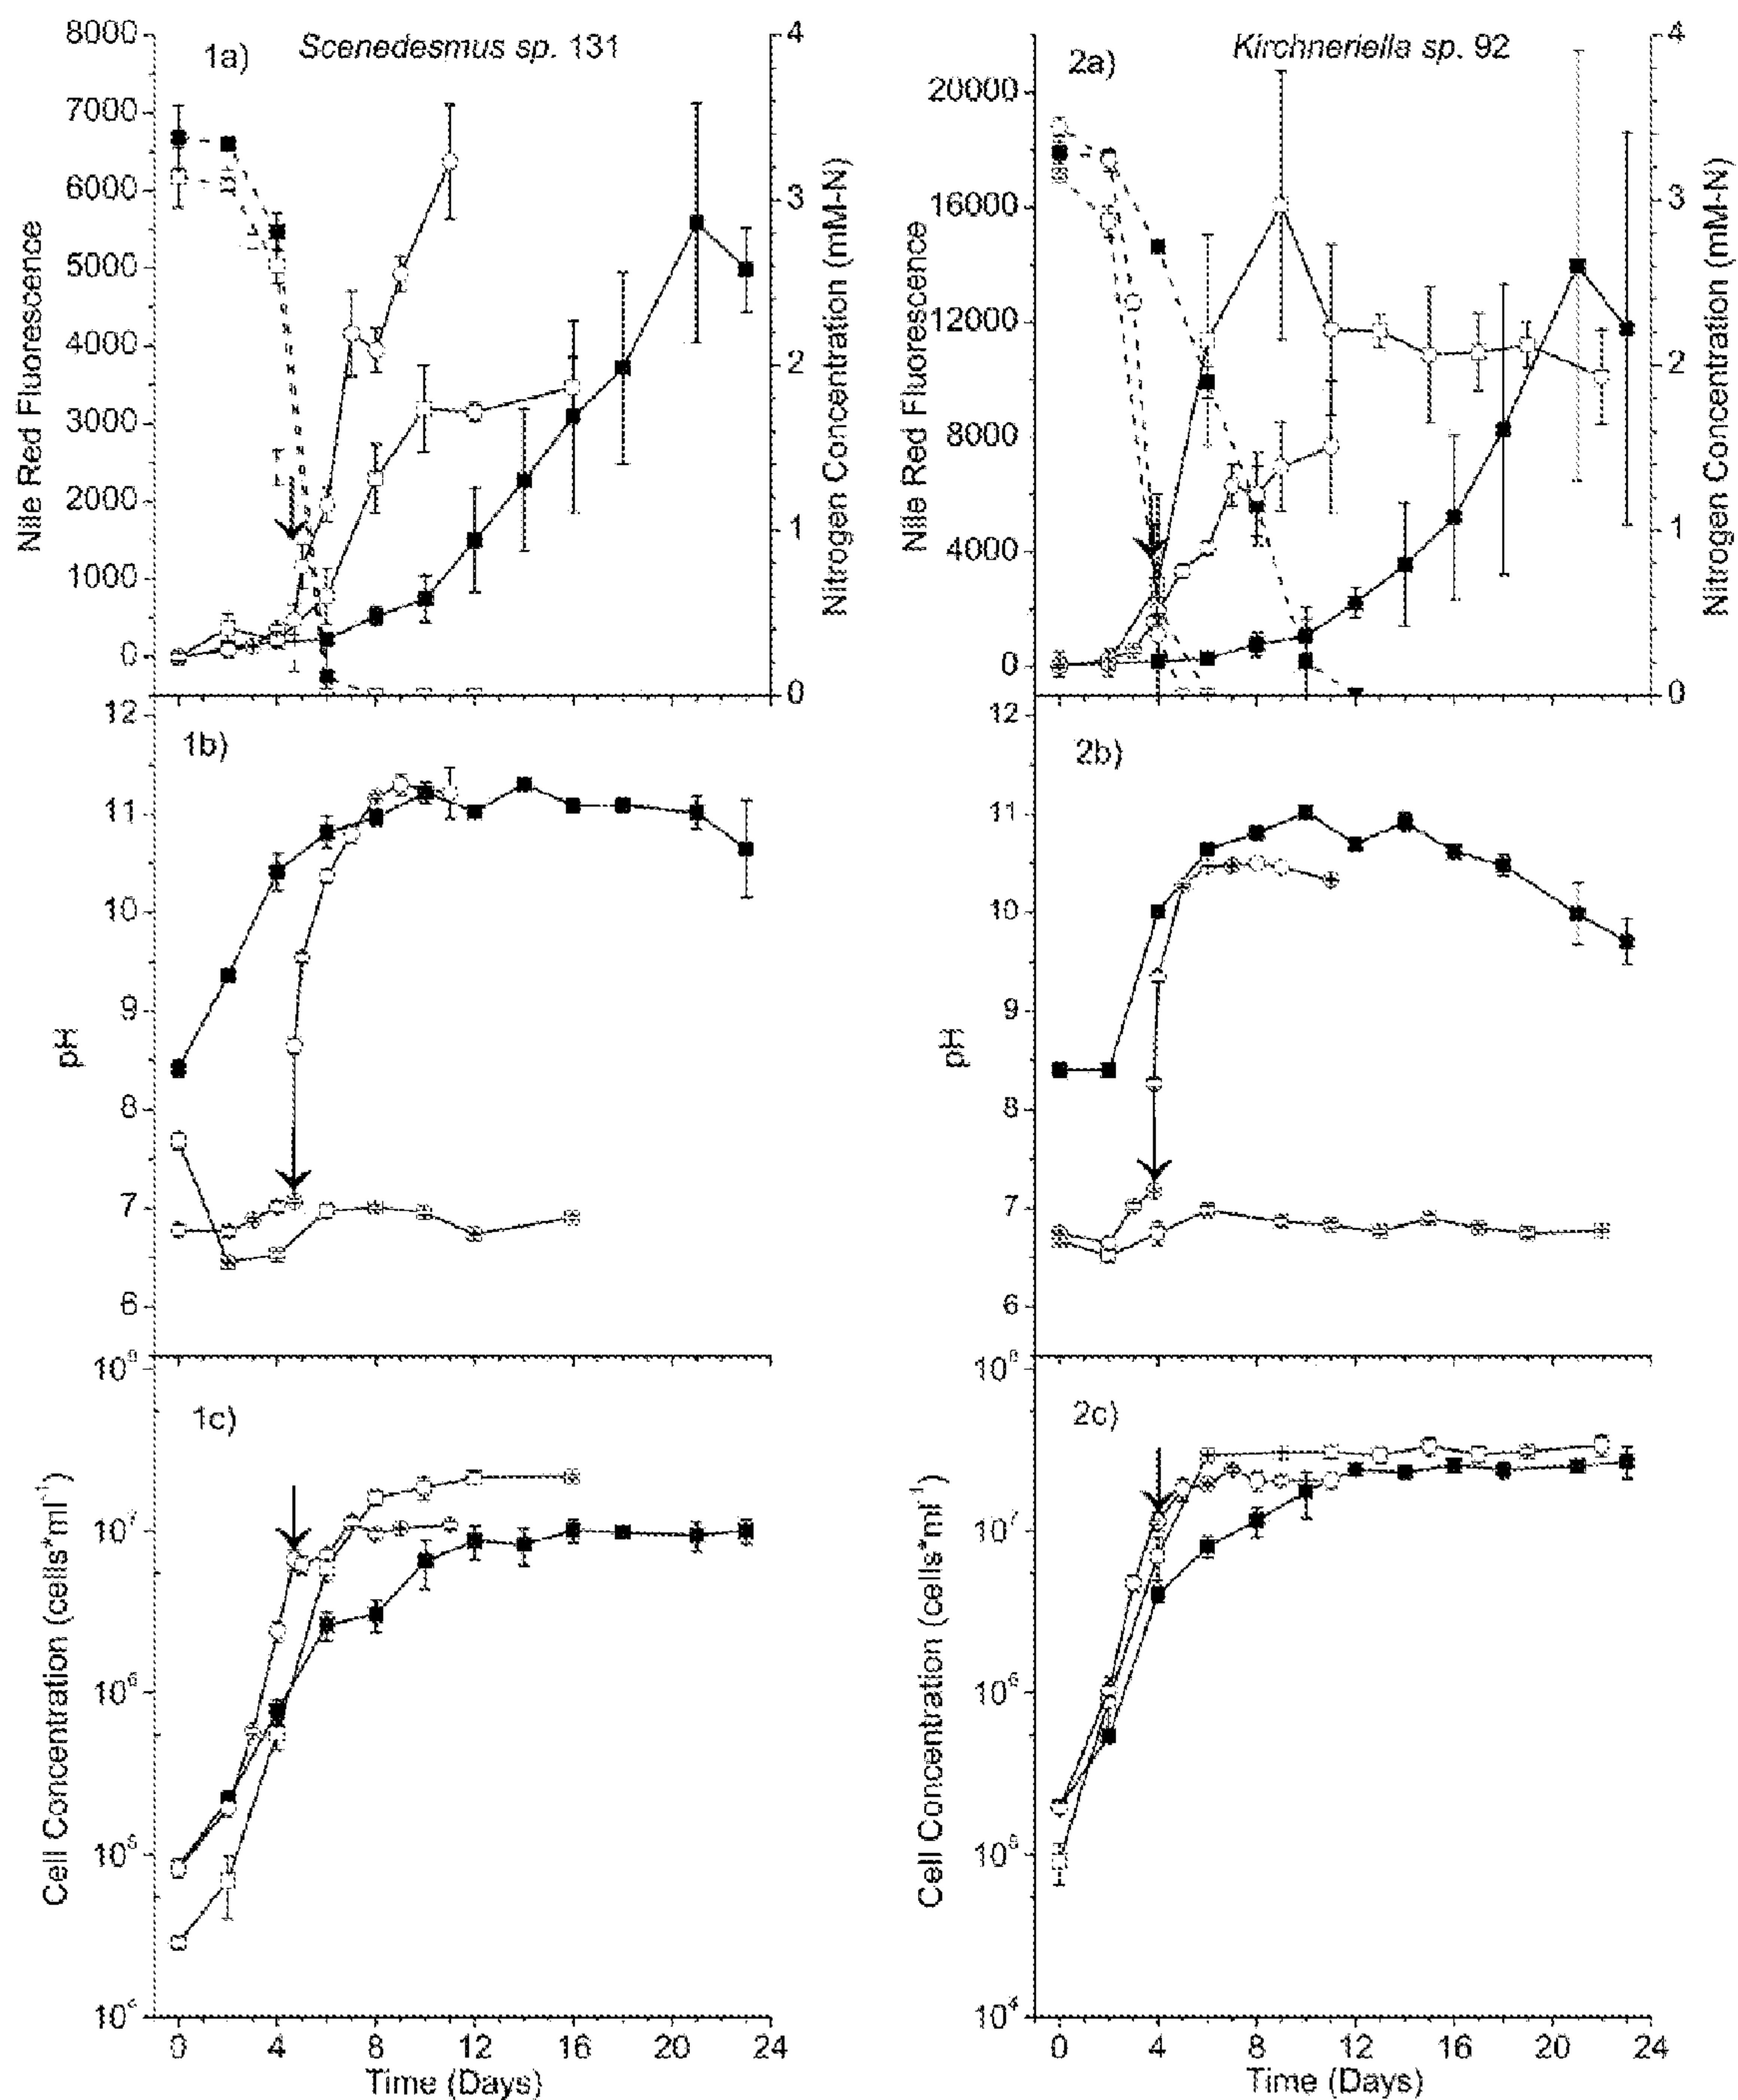 1a) Scenedesmus sp. 131
2a) Kirchneriella sp. 92
8000
7000
6000
5000
4000
3000
2000
1000
0
Nile Red Fluorescence
4
3
2
1
0
Nitrogen Concentration (mM-N)
20000
16000
12000
8000
4000
0
Nile Red Fluorescence
4
3
2
1
0
Nitrogen Concentration (mM-N)
1b)
12
11
10
9
8
7
6
pH
2b)
12
11
10
9
8
7
6
pH
1c)
10⁷
10⁶
10⁵
Cell Concentration (cells*ml⁻¹)
2c)
10⁷
10⁶
10⁵
10⁴
Cell Concentration (cells*ml⁻¹)
0 4 8 12 16 20 24
Time (Days)
0 4 8 12 16 20 24
Time (Days)